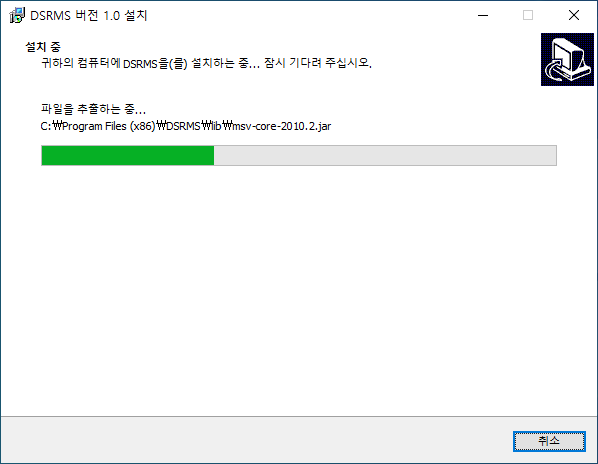 DSRMS 버전 1.0 설치
설치 중
귀하의 컴퓨터에 DSRMS을(를) 설치하는 중... 잠시 기다려 주십시오.
파일을 추출하는 중...
C:₩Program Files (x86)₩DSRMS₩lib₩msv-core-2010.2.jar
취소